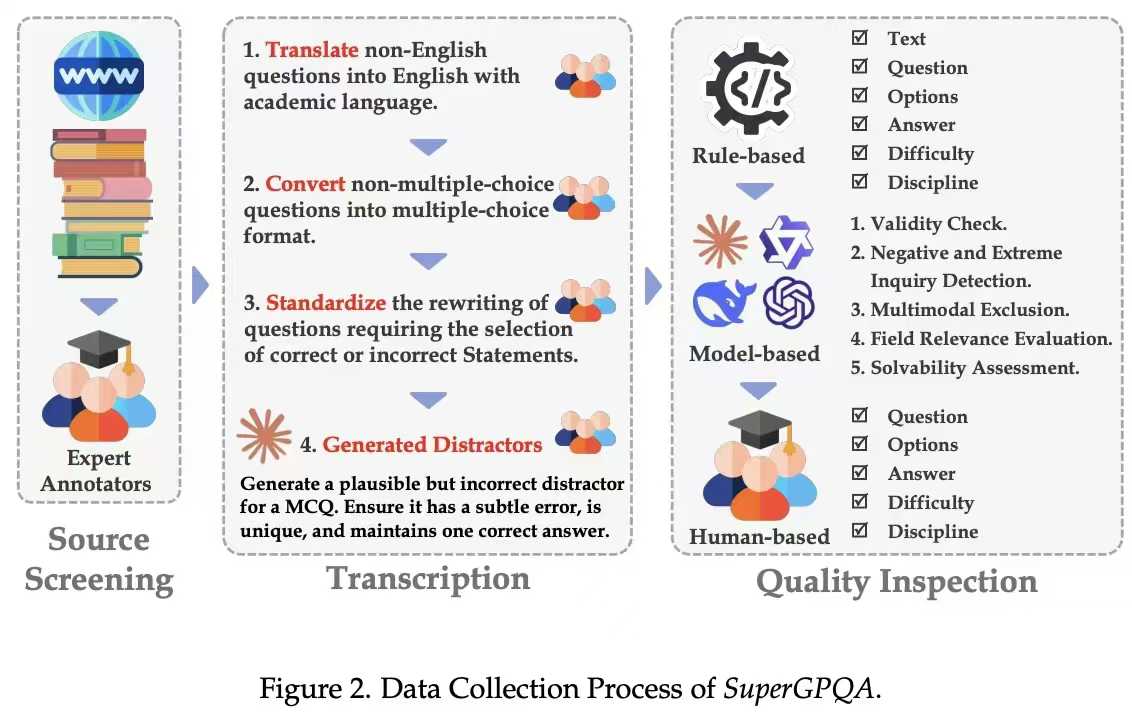 WWW
Expert
Annotators
Source
Screening
1. Translate non-English
questions into English with
academic language.
2. Convert non-multiple-choice
questions into multiple-choice
format.
3. Standardize the rewriting of
questions requiring the selection
of correct or incorrect Statements.
4. Generated Distractors
Generate a plausible but incorrect distractor
for a MCQ. Ensure it has a subtle error, is
unique, and maintains one correct answer.
Transcription
</>
Rule-based
☑ Text
☑ Question
☑ Options
☑ Answer
☑ Difficulty
☑ Discipline
Model-based
1. Validity Check.
2. Negative and Extreme
Inquiry Detection.
3. Multimodal Exclusion.
4. Field Relevance Evaluation.
5. Solvability Assessment.
Human-based
☑ Question
☑ Options
☑ Answer
☑ Difficulty
☑ Discipline
Quality Inspection
Figure 2. Data Collection Process of SuperGPQA.